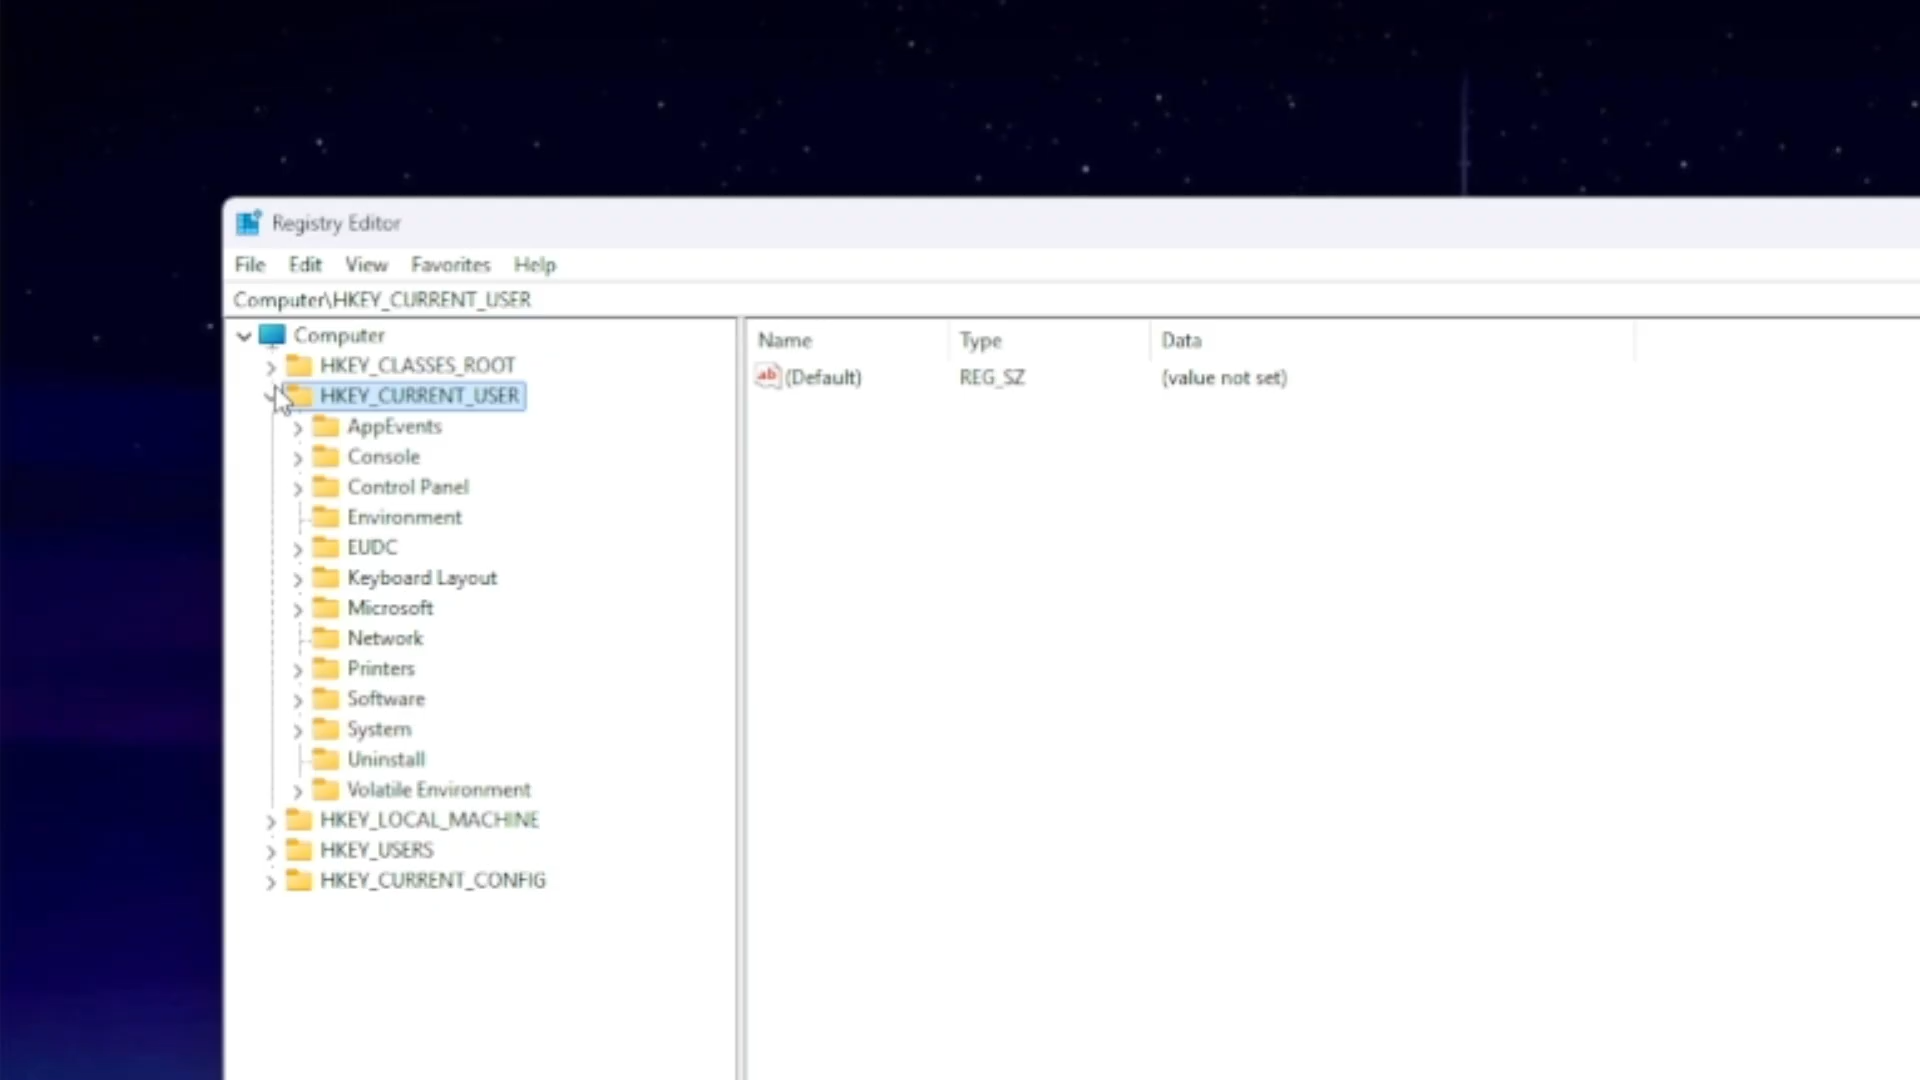 Registry Editor
File Edit View Favorites Help
Computer\HKEY_CURRENT_USER
Computer
HKEY_CLASSES_ROOT
HKEY_CURRENT_USER
AppEvents
Console
Control Panel
Environment
EUDC
Keyboard Layout
Microsoft
Network
Printers
Software
System
Uninstall
Volatile Environment
HKEY_LOCAL_MACHINE
HKEY_USERS
HKEY_CURRENT_CONFIG
Name Type Data
ab (Default) REG_SZ (value not set)